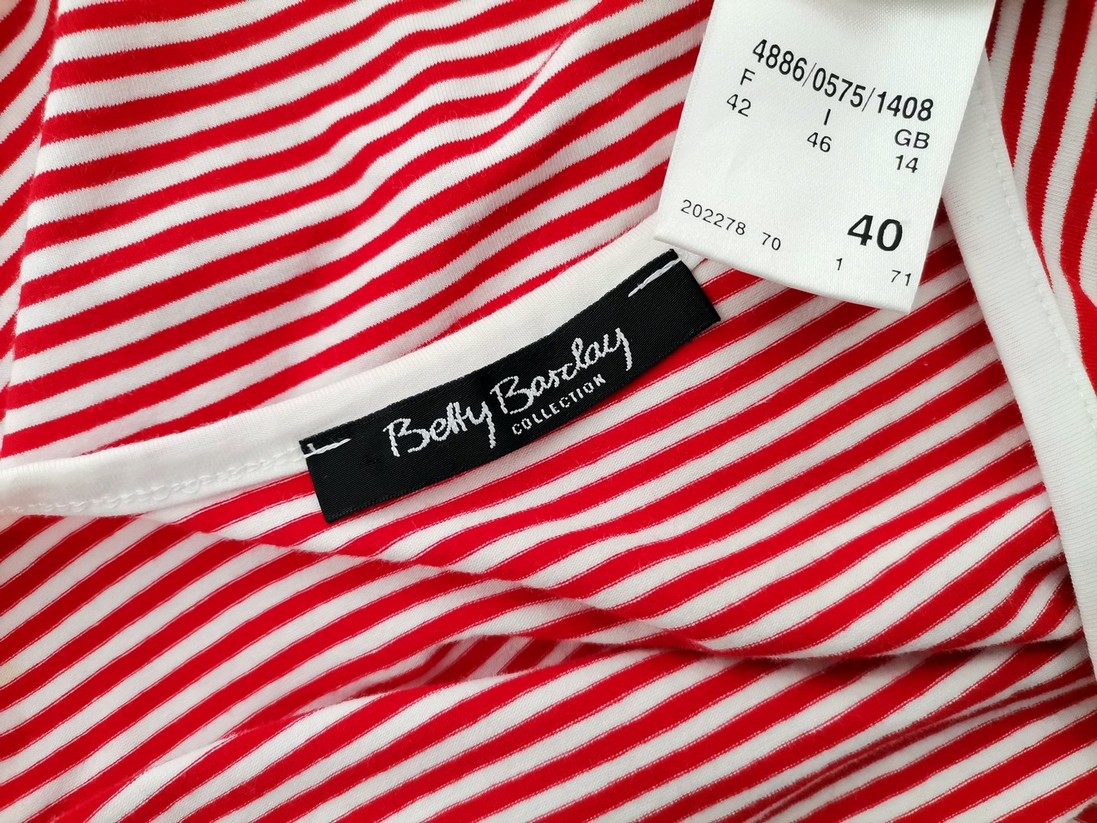 4886/0575/1408
F I GB
42 46 14
202278 70 1 71
40
Betty Barclay
COLLECTION